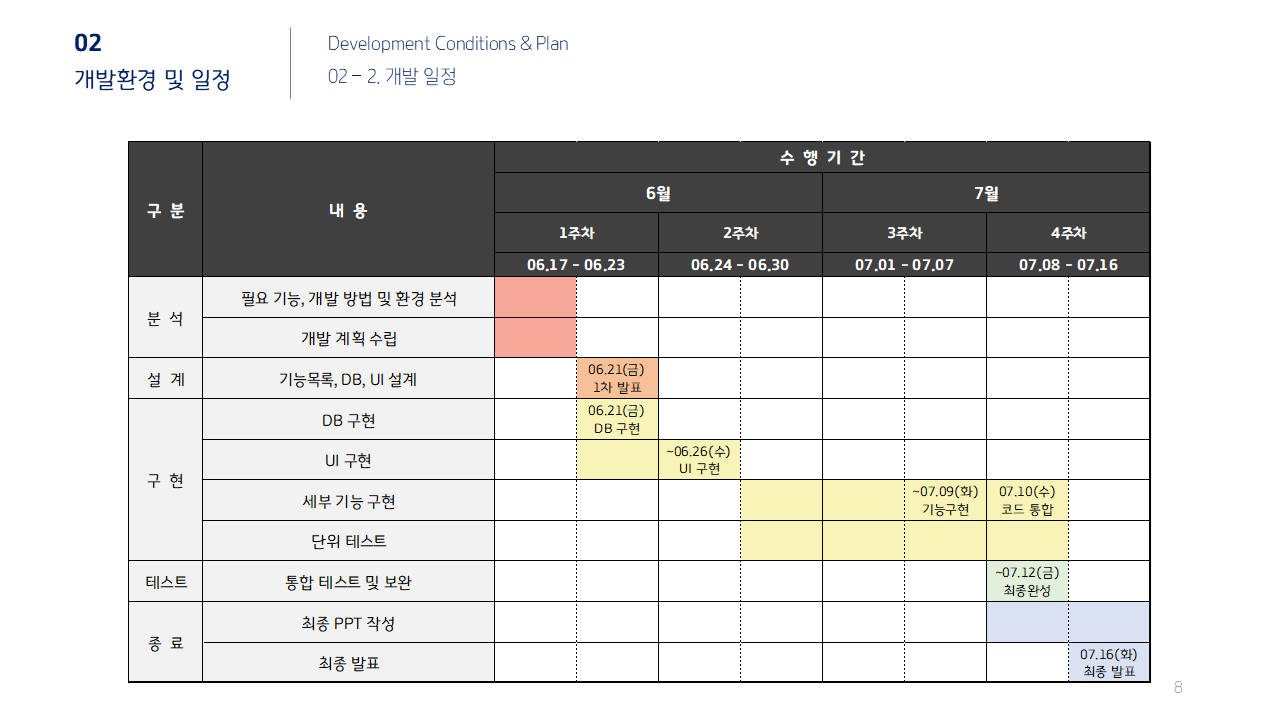 02
개발환경 및 일정
Development Conditions & Plan
02 – 2. 개발 일정
구 분
내 용
수 행 기 간
6월
7월
1주차
2주차
3주차
4주차
06.17 – 06.23
06.24 – 06.30
07.01 – 07.07
07.08 – 07.16
분 석
필요 기능, 개발 방법 및 환경 분석
개발 계획 수립
설 계
기능목록, DB, UI 설계
06.21(금)
1차 발표
구 현
DB 구현
06.21(금)
DB 구현
UI 구현
~06.26(수)
UI 구현
세부 기능 구현
~07.09(화)
기능구현
07.10(수)
코드 통합
단위 테스트
테스트
통합 테스트 및 보완
~07.12(금)
최종완성
종 료
최종 PPT 작성
최종 발표
07.16(화)
최종 발표
8